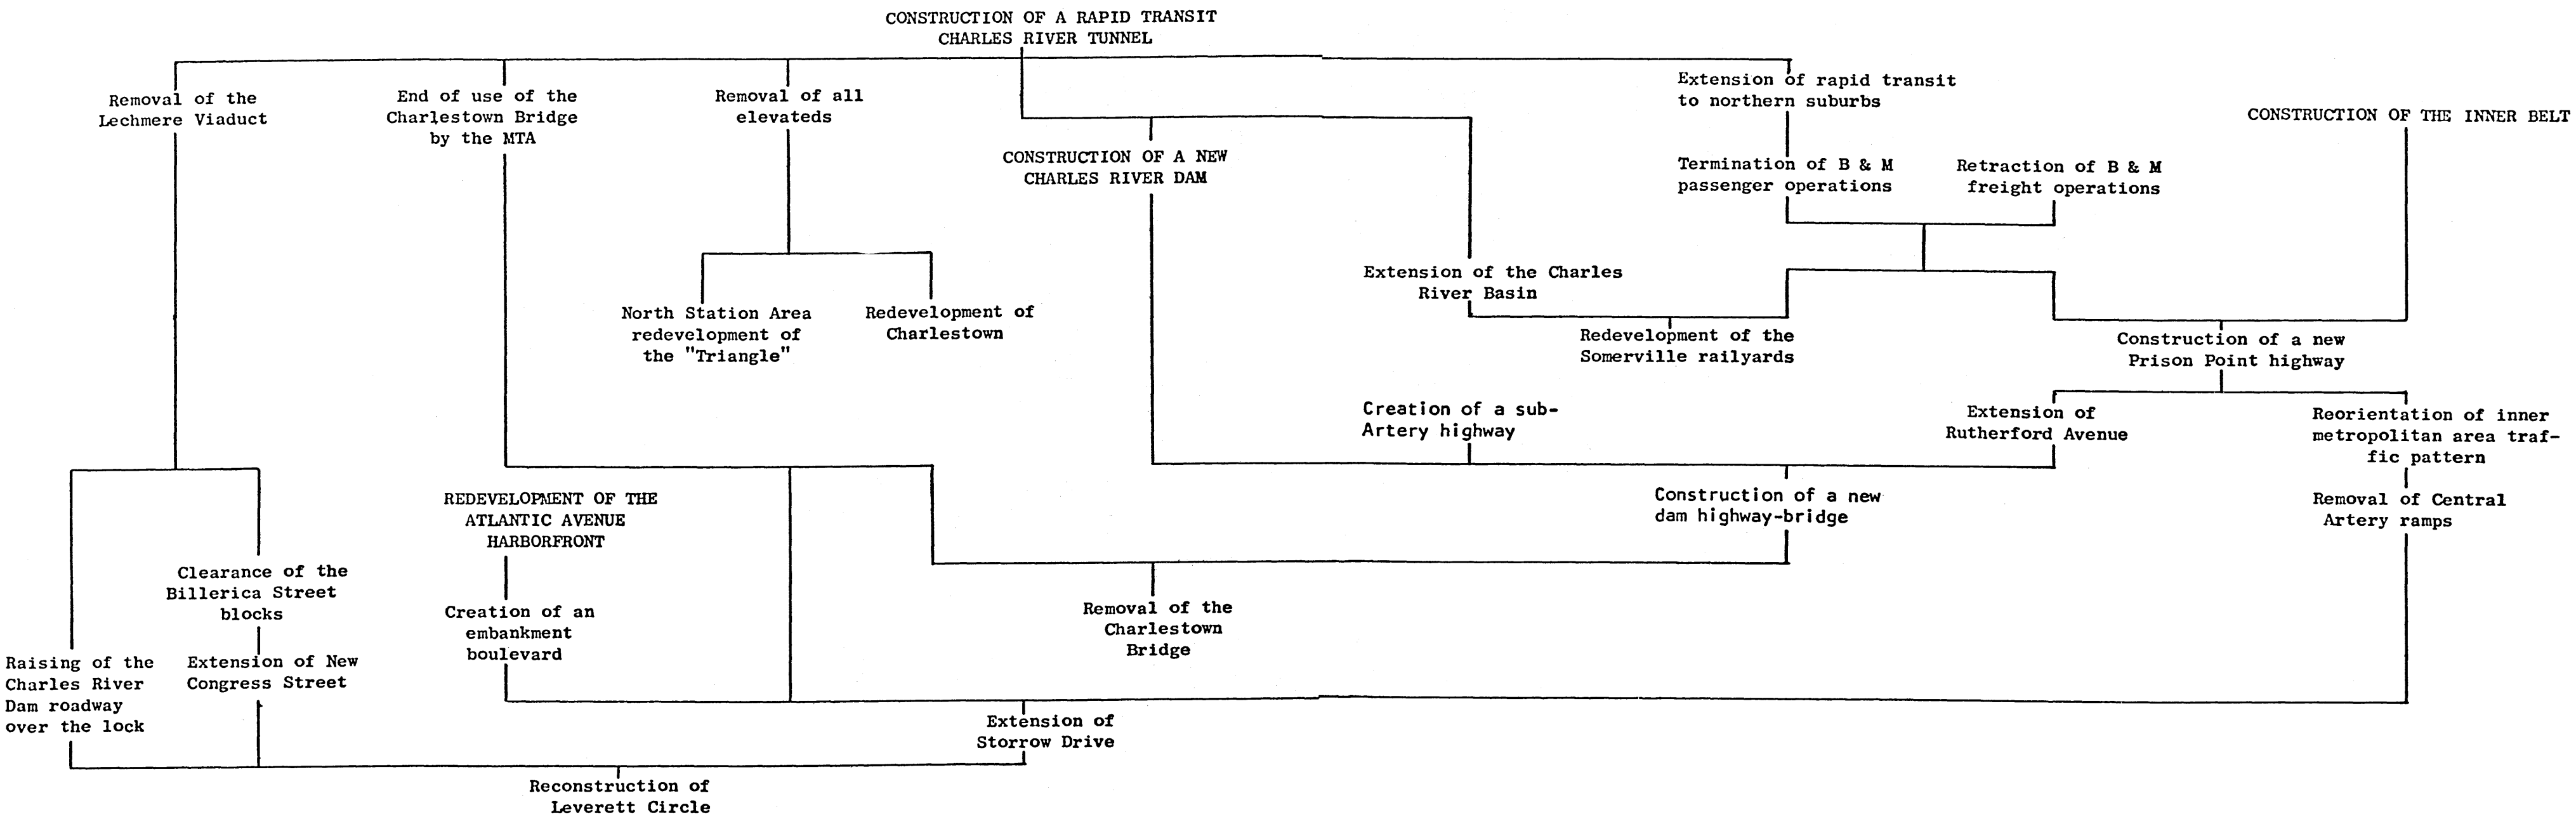 CONSTRUCTION OF A RAPID TRANSIT
CHARLES RIVER TUNNEL
Removal of the
Lechmere Viaduct
End of use of the
Charlestown Bridge
by the MTA
Removal of all
elevateds
Extension of rapid transit
to northern suburbs
CONSTRUCTION OF THE INNER BELT
CONSTRUCTION OF A NEW
CHARLES RIVER DAM
Termination of B & M
passenger operations
Retraction of B & M
freight operations
Extension of the Charles
River Basin
North Station Area
redevelopment of
the "Triangle"
Redevelopment of
Charlestown
Redevelopment of the
Somerville railyards
Construction of a new
Prison Point highway
Creation of a sub-
Artery highway
Extension of
Rutherford Avenue
Reorientation of inner
metropolitan area traf-
fic pattern
REDEVELOPMENT OF THE
ATLANTIC AVENUE
HARBORFRONT
Construction of a new
dam highway-bridge
Removal of Central
Artery ramps
Clearance of the
Billerica Street
blocks
Creation of an
embankment
boulevard
Removal of the
Charlestown
Bridge
Raising of the
Charles River
Dam roadway
over the lock
Extension of New
Congress Street
Extension of
Storrow Drive
Reconstruction of
Leverett Circle